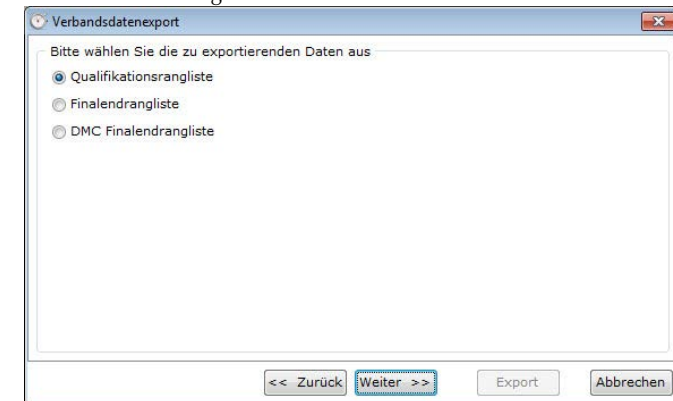 Verbandsdatenexport
Bitte wählen Sie die zu exportierenden Daten aus
Qualifikationsrangliste
Finalendrangliste
DMC Finalendrangliste
<< Zurück Weiter >> Export Abbrechen